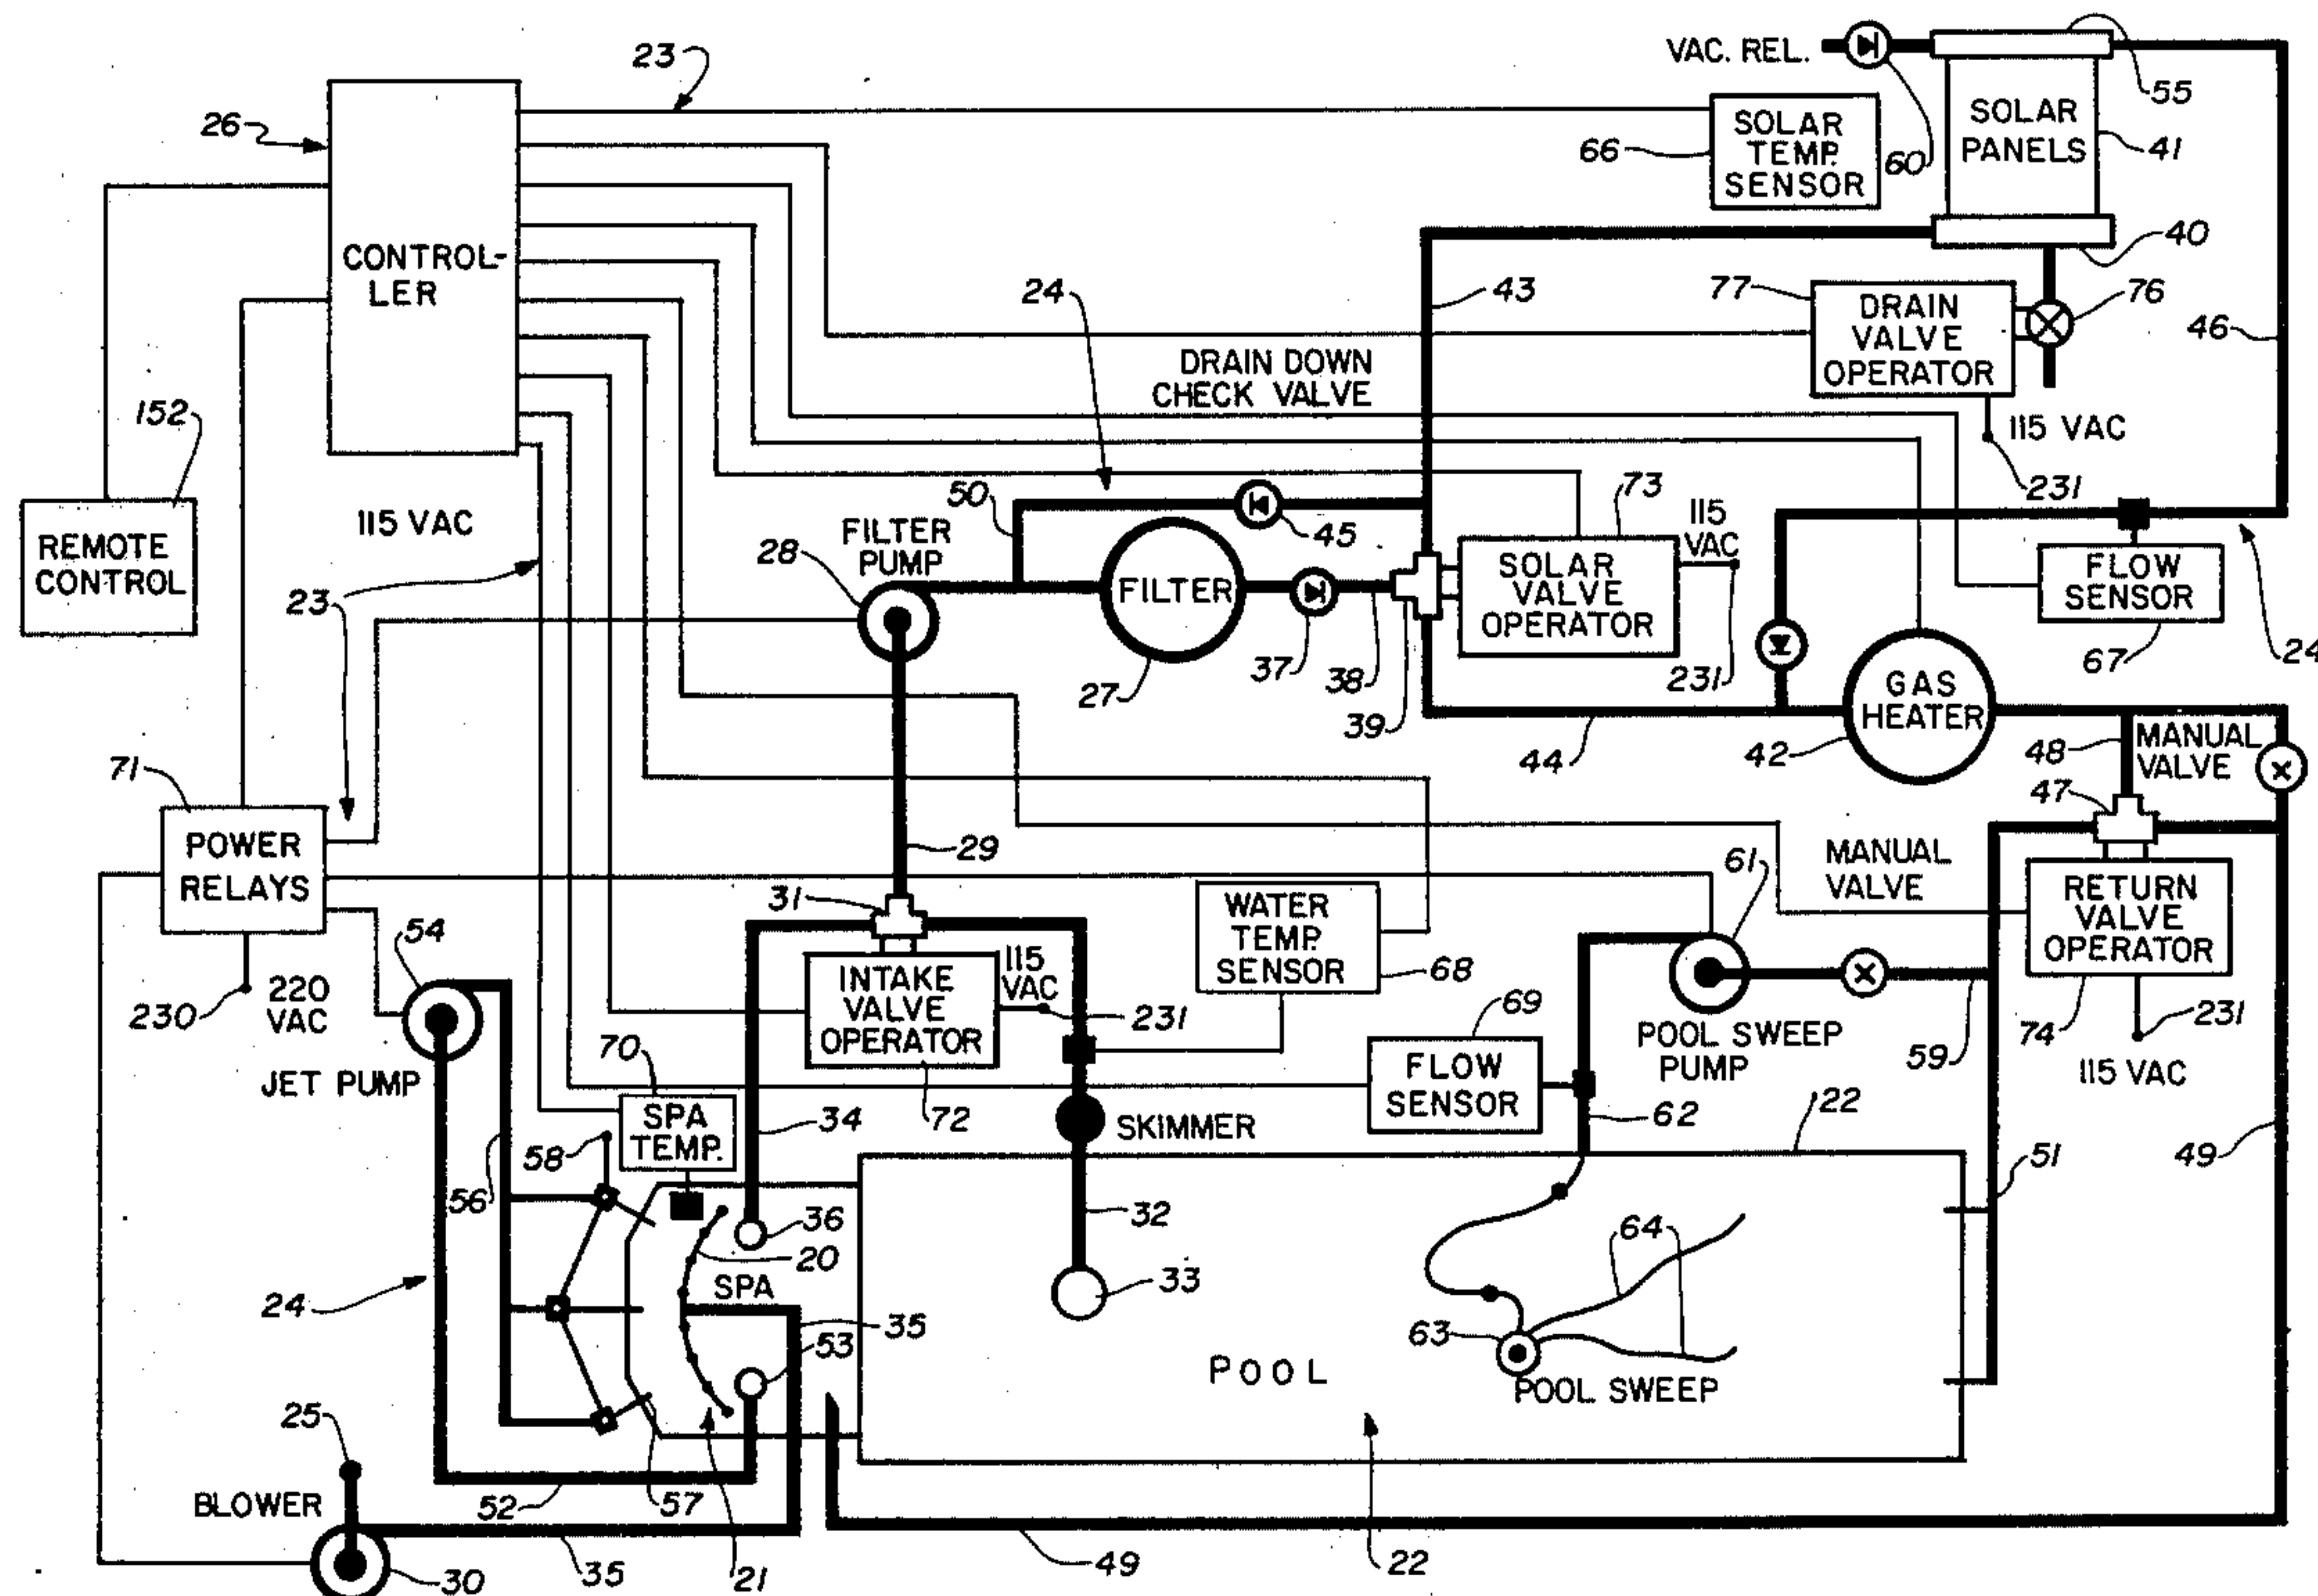 VAC. REL.
23
55
26
SOLAR
PANELS
SOLAR
TEMP.
SENSOR
66
60
41
CONTROL-
LER
40
24
43
77
DRAIN
VALVE
OPERATOR
76
46
DRAIN DOWN
CHECK VALVE
152
115 VAC
231
REMOTE
CONTROL
115 VAC
FILTER
PUMP
50
45
73
115
VAC
28
FILTER
SOLAR
VALVE
OPERATOR
FLOW
SENSOR
23
37
38
27
39
231
67
24
GAS
HEATER
42
44
48
MANUAL
VALVE
71
47
POWER
RELAYS
29
MANUAL
VALVE
61
RETURN
VALVE
OPERATOR
31
WATER
TEMP.
SENSOR
54
68
INTAKE
VALVE
OPERATOR
115
VAC
230
220
VAC
231
69
231
74
59
JET PUMP
70
POOL SWEEP
PUMP
115 VAC
FLOW
SENSOR
72
SPA
TEMP.
34
SKIMMER
62
22
58
51
49
56
36
32
64
20
SPA
33
24
35
53
63
POOL
POOL SWEEP
25
BLOWER
52
57
35
30
21
49
22